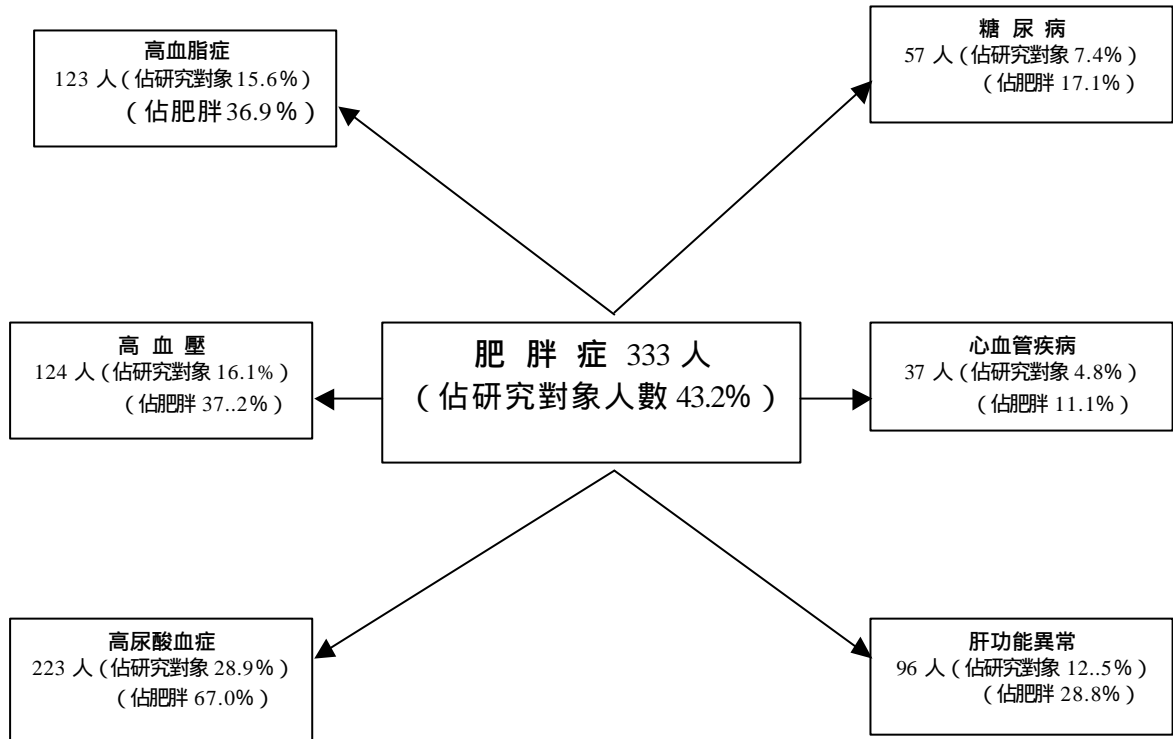 高血脂症
123 人（佔研究對象 15.6%）
（佔肥胖 36.9%）
糖 尿 病
57 人（佔研究對象 7.4%）
（佔肥胖 17.1%）
高 血 壓
124 人（佔研究對象 16.1%）
（佔肥胖 37..2%）
肥 胖 症 333 人
（佔研究對象人數 43.2%）
心血管疾病
37 人（佔研究對象 4.8%）
（佔肥胖 11.1%）
高尿酸血症
223 人（佔研究對象 28.9%）
（佔肥胖 67.0%）
肝功能異常
96 人（佔研究對象 12..5%）
（佔肥胖 28.8%）